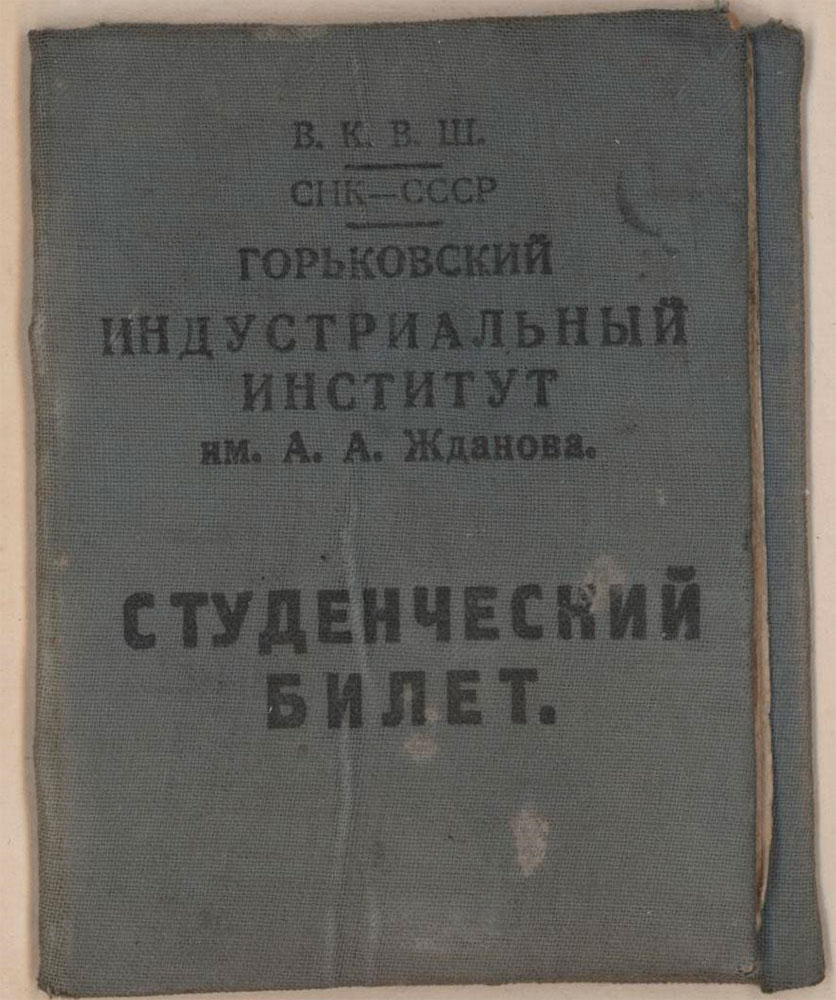 В. К. В. Ш.
СНК—СССР
ГОРЬКОВСКИЙ
ИНДУСТРИАЛЬНЫЙ
ИНСТИТУТ
им. А. А. Жданова.
СТУДЕНЧЕСКИЙ
БИЛЕТ.